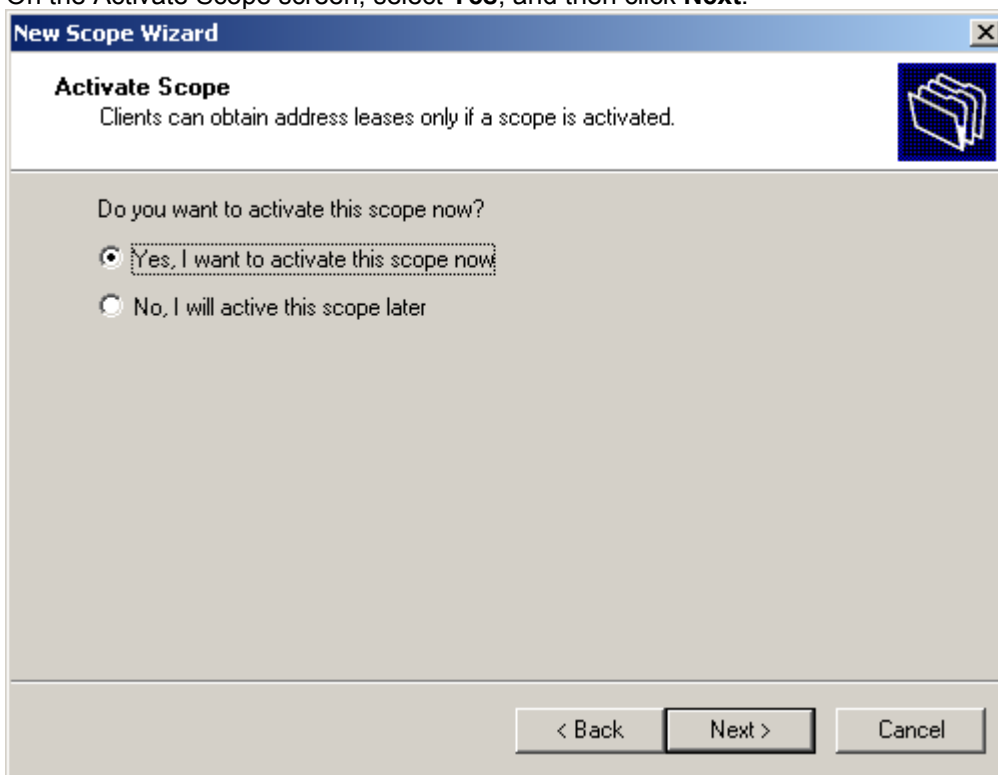 On the Activate Scope screen, select Yes, and then click Next.
New Scope Wizard
Activate Scope
Clients can obtain address leases only if a scope is activated.
Do you want to activate this scope now?
Yes, I want to activate this scope now
No, I will active this scope later
< Back Next > Cancel